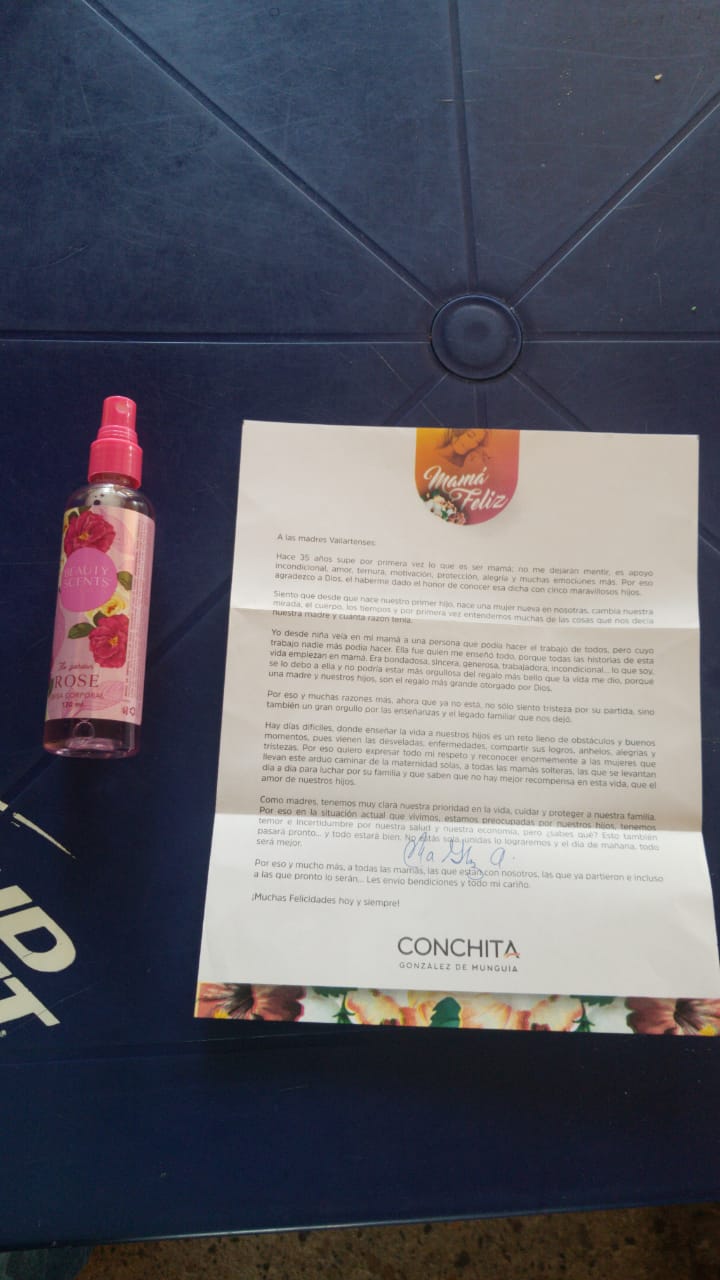 Mamá
Feliz
A las madres Vallartenses:
Hace 35 años supe por primera vez lo que es ser mamá; no me dejarán mentir, es apoyo
incondicional, amor, ternura, motivación, protección, alegría y muchas emociones más. Por eso
agradezco a Dios, el haberme dado el honor de conocer esa dicha con cinco maravillosos hijos.
Siento que desde que nace nuestro primer hijo, nace una mujer nueva en nosotras, cambia nuestra
mirada, el cuerpo, los tiempos y por primera vez entendemos muchas de las cosas que nos decía
nuestra madre y cuánta razón tenía.
Yo desde niña veía en mi mamá a una persona que podía hacer el trabajo de todos, pero cuyo
trabajo nadie más podía hacer. Ella fue quien me enseñó todo, porque todas las historias de esta
vida empiezan en mamá. Era bondadosa, sincera, generosa, trabajadora, incondicional... lo que soy,
se lo debo a ella y no podría estar más orgullosa del regalo más bello que la vida me dio, porque
una madre y nuestros hijos, son el regalo más grande otorgado por Dios.
Por eso y muchas razones más, ahora que ya no está, no sólo siento tristeza por su partida, sino
también un gran orgullo por las enseñanzas y el legado familiar que nos dejó.
Hay días difíciles, donde enseñar la vida a nuestros hijos es un reto lleno de obstáculos y buenos
momentos, pues vienen las desveladas, enfermedades, compartir sus logros, anhelos, alegrías y
tristezas. Por eso quiero expresar todo mi respeto y reconocer enormemente a las mujeres que
llevan este arduo caminar de la maternidad solas, a todas las mamás solteras, las que se levantan
día a día para luchar por su familia y que saben que no hay mejor recompensa en esta vida, que el
amor de nuestros hijos.
Como madres, tenemos muy clara nuestra prioridad en la vida, cuidar y proteger a nuestra familia.
Por eso en la situación actual que vivimos, estamos preocupadas por nuestros hijos, tenemos
temor e incertidumbre por nuestra salud y nuestra economía, pero ¿sabes qué? Esto también
pasará pronto... y todo estará bien. No estás sola, unidas lo lograremos y el día de mañana, todo
será mejor.
Por eso y mucho más, a todas las mamás, las que están con nosotros, las que ya partieron e incluso
a las que pronto lo serán... Les envío bendiciones y todo mi cariño.
¡Muchas Felicidades hoy y siempre!
CONCHITA
GONZÁLEZ DE MUNGUÍA
BEAUTY
SCENTS
garden
ROSE
CORPORAL
120 ml